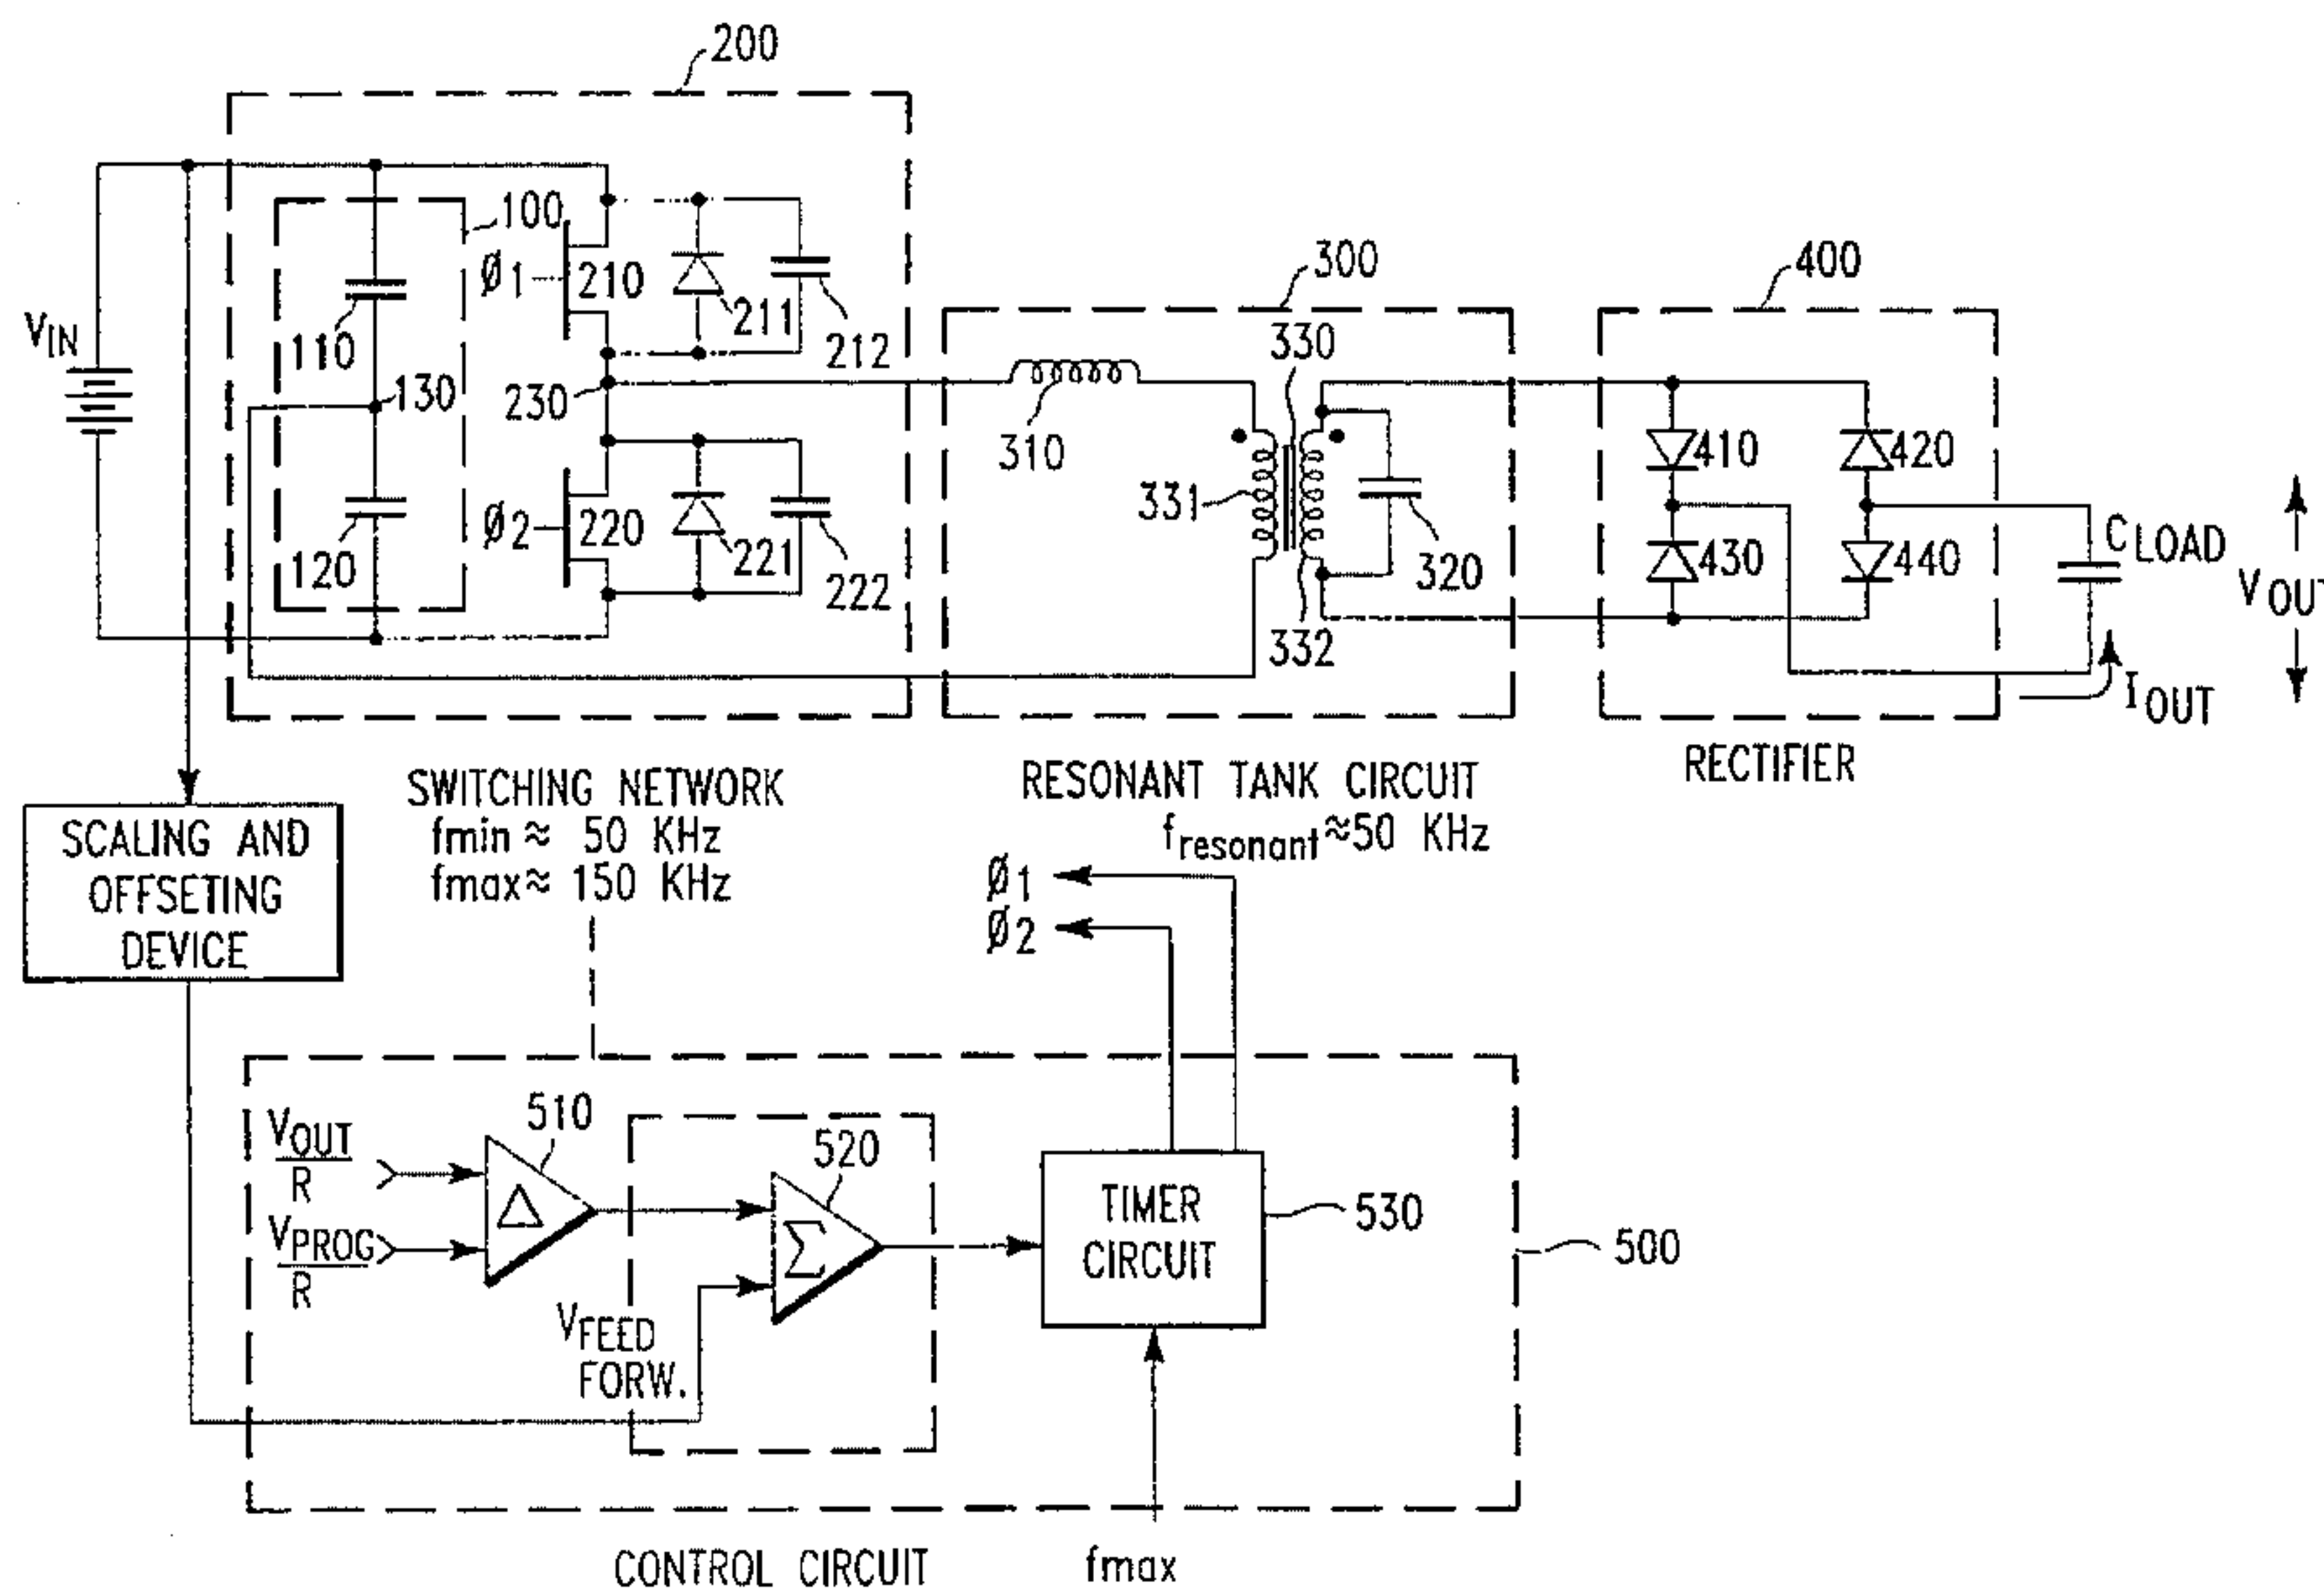 200
100
Ø1
210
211
212
VIN
110
130
230
120
Ø2
220
221
222
300
330
310
331
320
332
400
410
420
430
440
CLOAD
VOUT
IOUT
RECTIFIER
SWITCHING NETWORK
fmin ≈ 50 KHz
fmax ≈ 150 KHz
RESONANT TANK CIRCUIT
fresonant ≈50 KHz
SCALING AND
OFFSETING
DEVICE
Ø1
Ø2
VOUT
R
VPROG
R
510
Δ
520
Σ
VFEED
FORW.
TIMER
CIRCUIT
530
500
CONTROL CIRCUIT
fmax